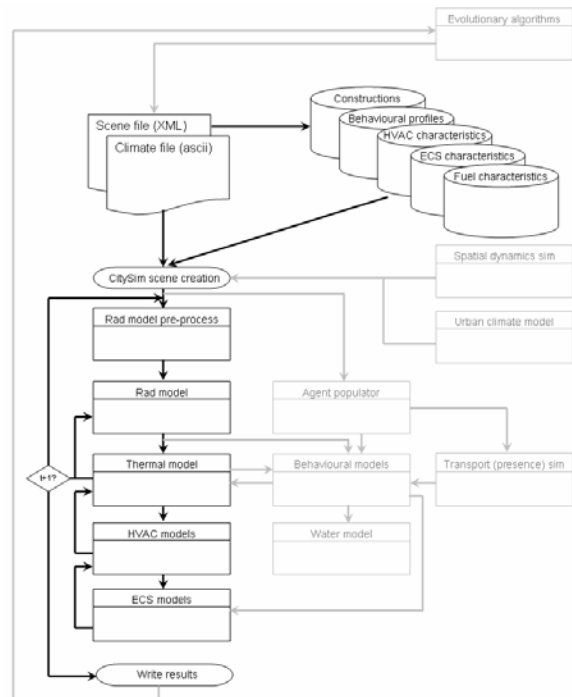 Evolutionary algorithms
Scene file (XML)
Climate file (ascii)
Constructions
Behavioural profiles
HVAC characteristics
ECS characteristics
Fuel characteristics
CitySim scene creation
Spatial dynamics sim
Rad model pre-process
Urban climate model
Rad model
Agent populator
Thermal model
Behavioural models
Transport (presence) sim
t+1?
HVAC models
Water model
ECS models
Write results